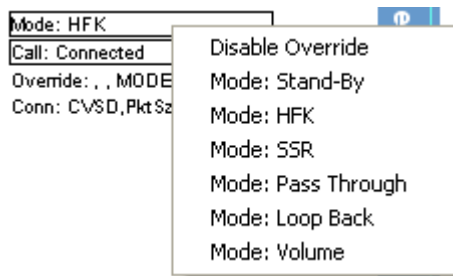 Mode: HFK
Call: Connected
Override: , , MODE
Conn: CVSD,PktSz
Disable Override
Mode: Stand-By
Mode: HFK
Mode: SSR
Mode: Pass Through
Mode: Loop Back
Mode: Volume